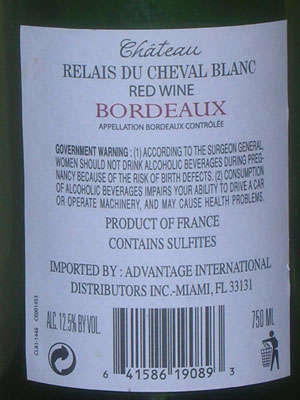 Château
RELAIS DU CHEVAL BLANC
RED WINE
BORDEAUX
APPELLATION BORDEAUX CONTRÔLÉE
GOVERNMENT WARNING : (1) ACCORDING TO THE SURGEON GENERAL,
WOMEN SHOULD NOT DRINK ALCOHOLIC BEVERAGES DURING PREG-
NANCY BECAUSE OF THE RISK OF BIRTH DEFECTS. (2) CONSUMPTION
OF ALCOHOLIC BEVERAGES IMPAIRS YOUR ABILITY TO DRIVE A CAR
OR OPERATE MACHINERY, AND MAY CAUSE HEALTH PROBLEMS.
PRODUCT OF FRANCE
CONTAINS SULFITES
IMPORTED BY : ADVANTAGE INTERNATIONAL
DISTRIBUTORS INC.-MIAMI, FL 33131
CLB1-1448
ALC. 12.5% BY VOL.
750 ML
6 41586 19089 3